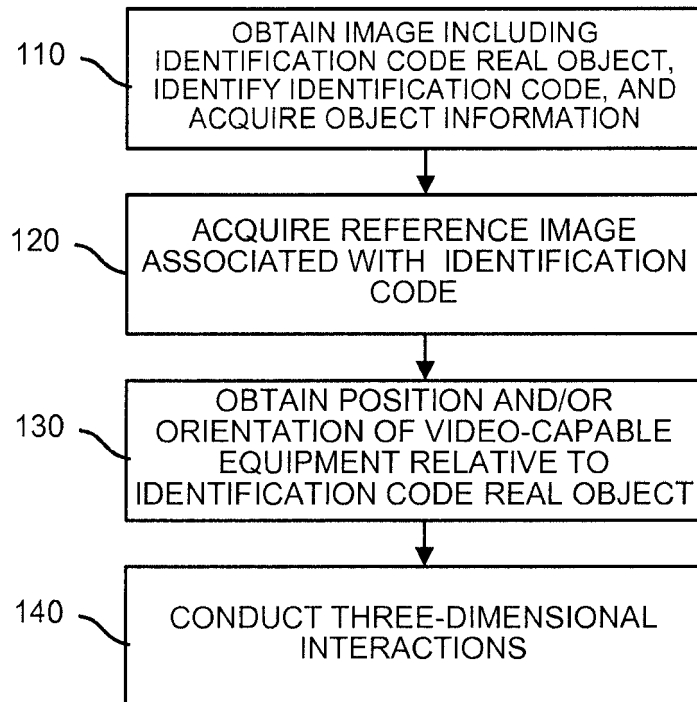 110
OBTAIN IMAGE INCLUDING
IDENTIFICATION CODE REAL OBJECT,
IDENTIFY IDENTIFICATION CODE, AND
ACQUIRE OBJECT INFORMATION
120
ACQUIRE REFERENCE IMAGE
ASSOCIATED WITH IDENTIFICATION
CODE
130
OBTAIN POSITION AND/OR
ORIENTATION OF VIDEO-CAPABLE
EQUIPMENT RELATIVE TO
IDENTIFICATION CODE REAL OBJECT
140
CONDUCT THREE-DIMENSIONAL
INTERACTIONS